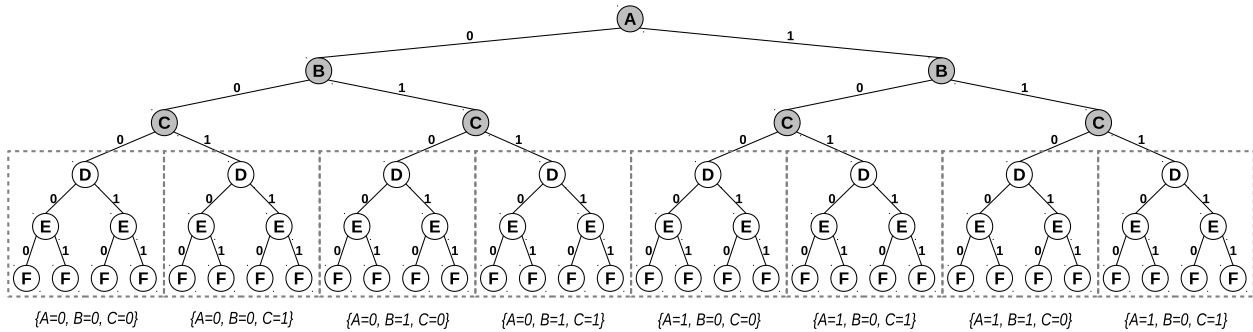 A
0 1
B B
0 1 0 1
C C C C
0 1 0 1 0 1 0 1
D D D D D D D D
0 1 0 1 0 1 0 1 0 1 0 1 0 1 0 1
E E E E E E E E E E E E E E E E
0 1 0 1 0 1 0 1 0 1 0 1 0 1 0 1 0 1 0 1 0 1 0 1 0 1 0 1 0 1 0 1
F F F F F F F F F F F F F F F F F F F F F F F F F F F F F F F F
{A=0, B=0, C=0} {A=0, B=0, C=1} {A=0, B=1, C=0} {A=0, B=1, C=1} {A=1, B=0, C=0} {A=1, B=0, C=1} {A=1, B=1, C=0} {A=1, B=0, C=1}